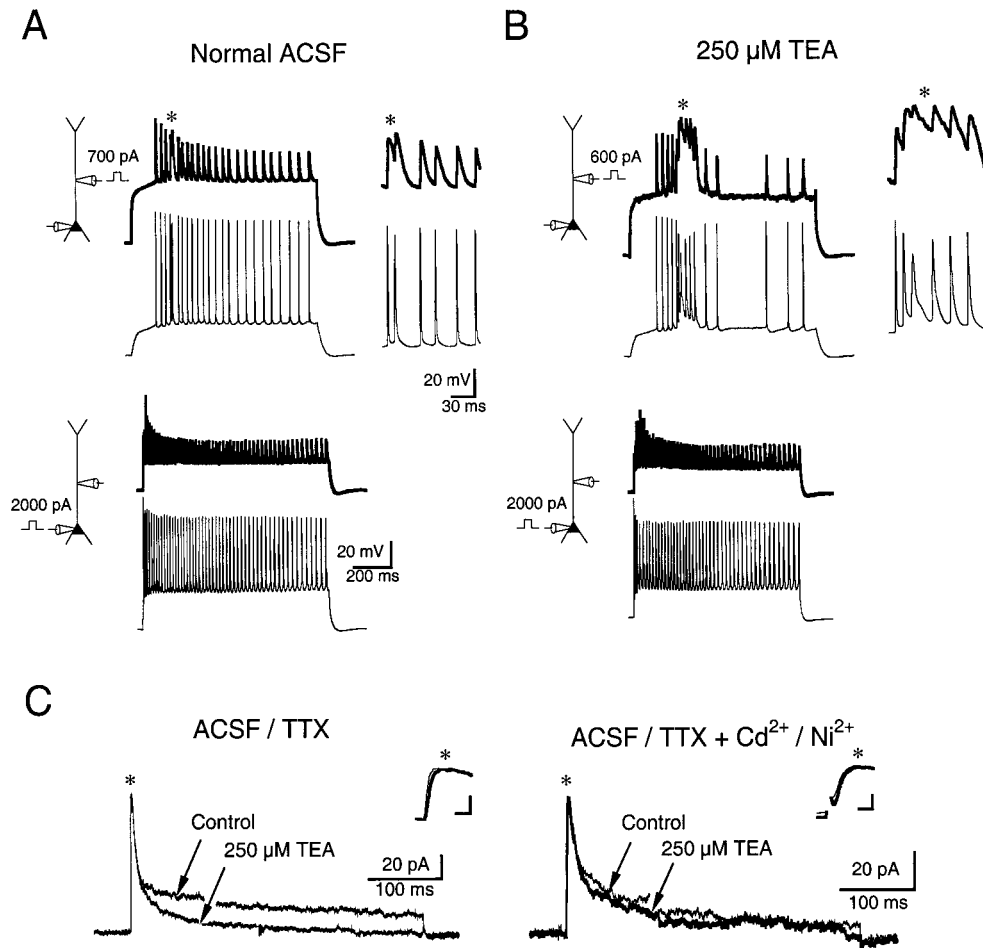 A
Normal ACSF
*
*
700 pA
20 mV
30 ms
2000 pA
20 mV
200 ms
B
250 µM TEA
*
*
600 pA
2000 pA
C
ACSF / TTX
*
*
Control
250 µM TEA
20 pA
100 ms
ACSF / TTX + Cd²⁺ / Ni²⁺
*
*
Control
250 µM TEA
20 pA
100 ms